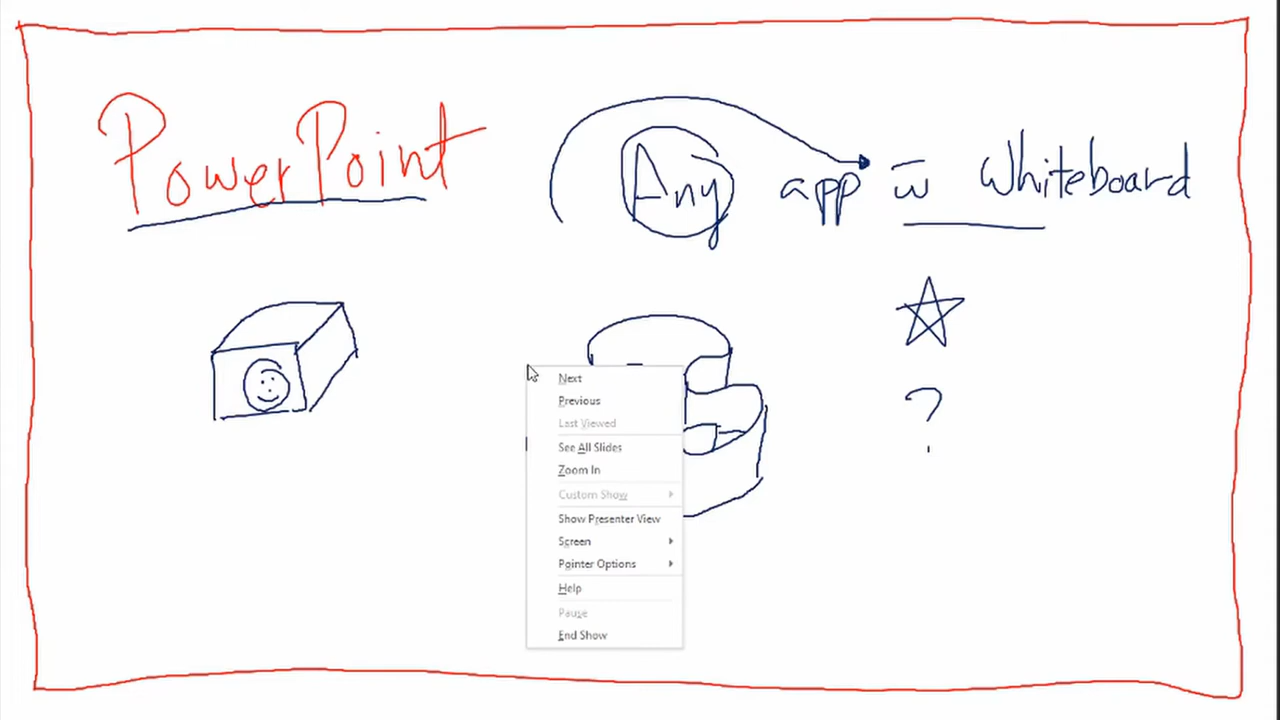 PowerPoint
Any app w̄ Whiteboard
?
Next
Previous
Last Viewed
See All Slides
Zoom In
Custom Show
Show Presenter View
Screen
Pointer Options
Help
Pause
End Show